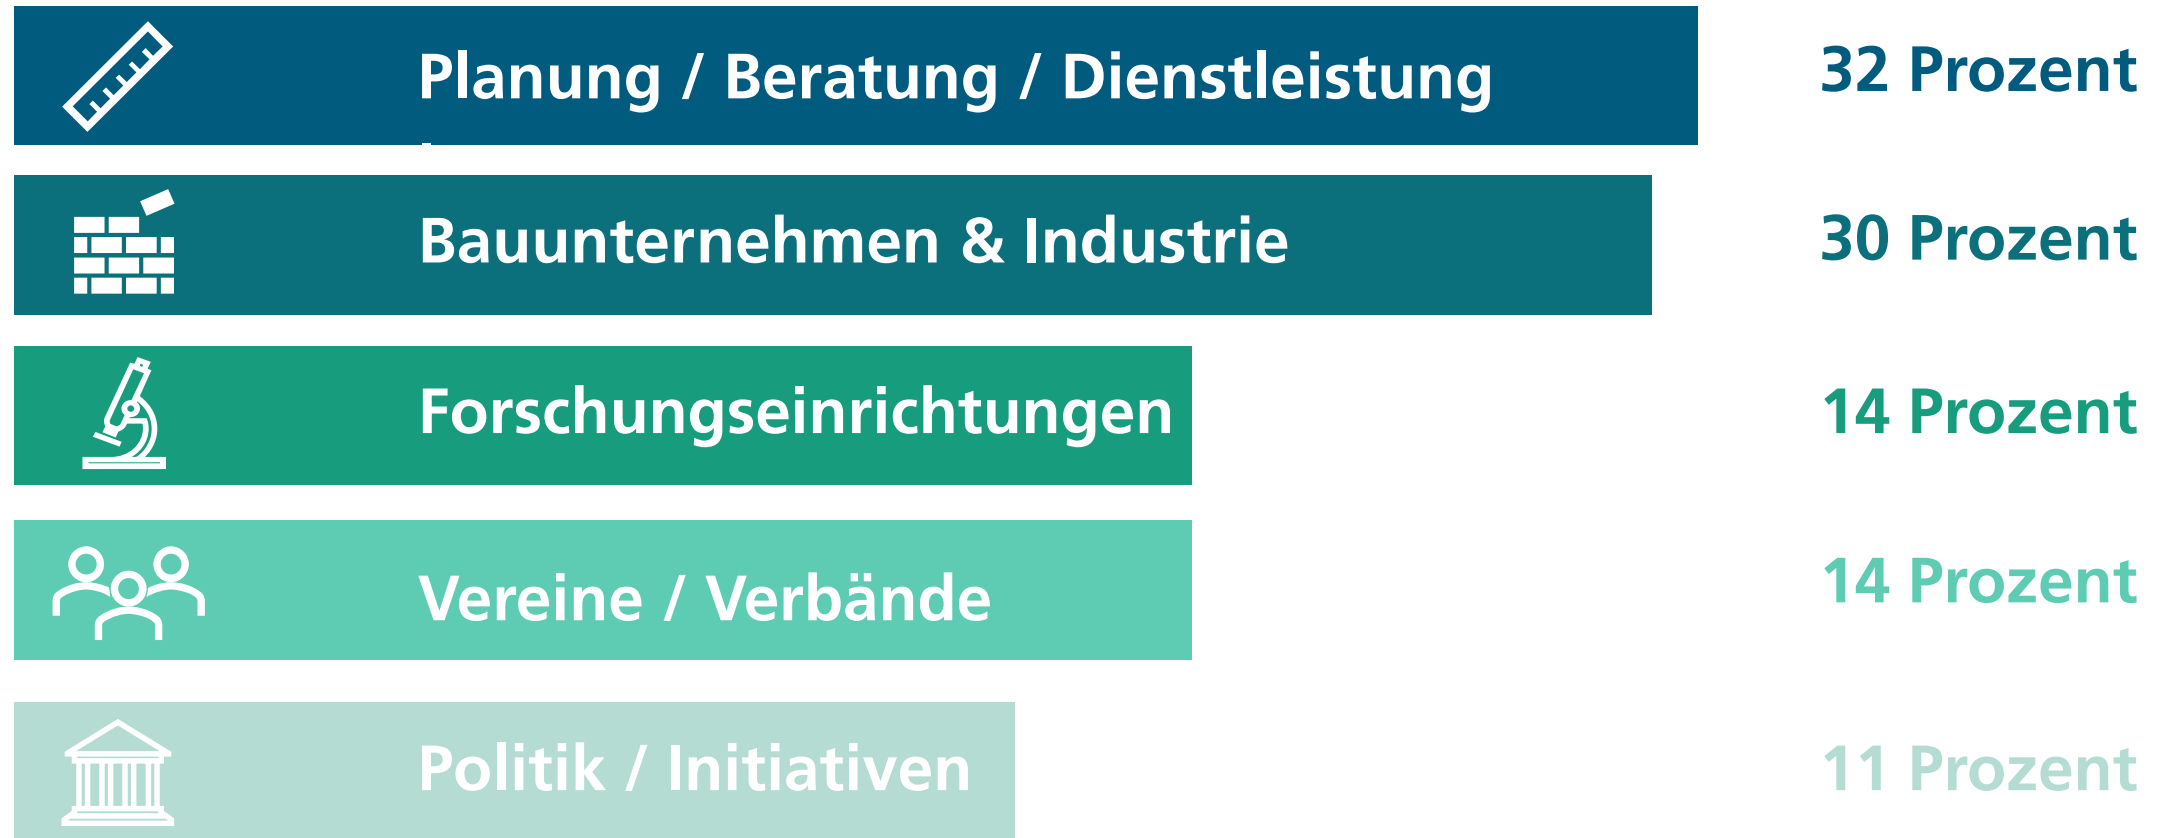 Planung / Beratung / Dienstleistung 32 Prozent
Bauunternehmen & Industrie 30 Prozent
Forschungseinrichtungen 14 Prozent
Vereine / Verbände 14 Prozent
Politik / Initiativen 11 Prozent